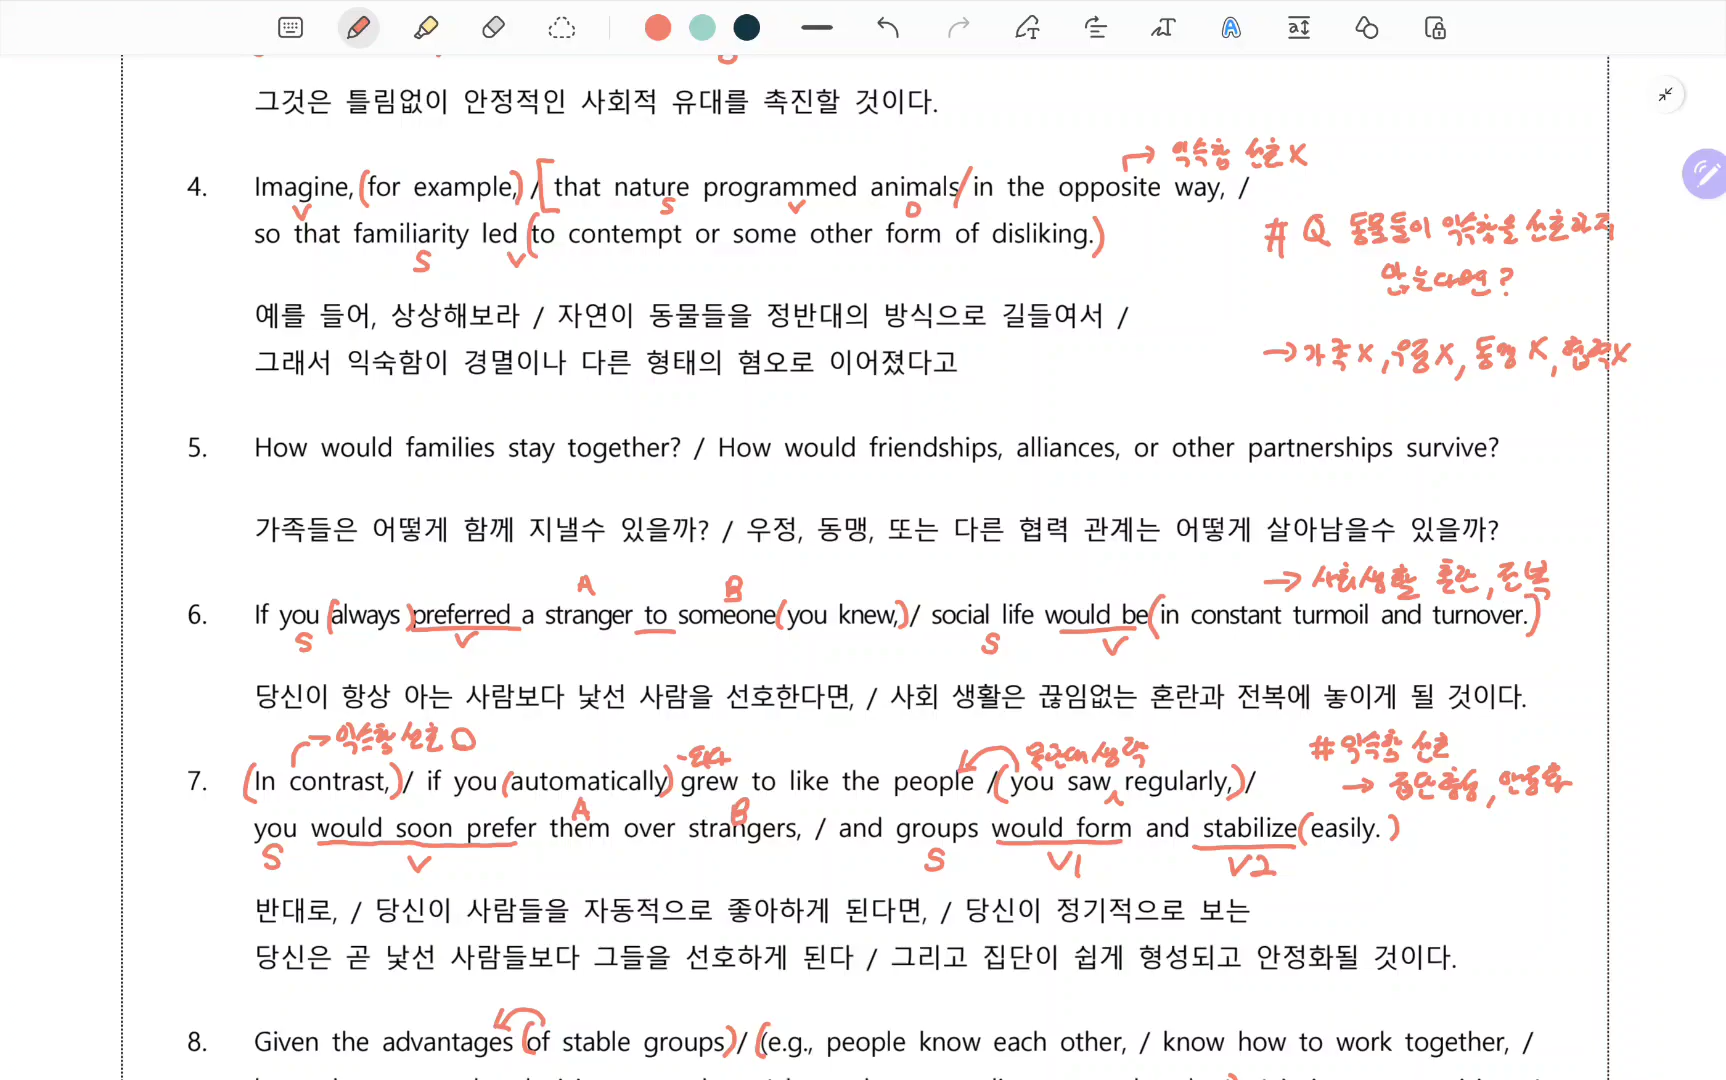 그것은 틀림없이 안정적인 사회적 유대를 촉진할 것이다.
→ 익숙함 선호 X
4. Imagine, (for example,) / [that nature programmed animals / in the opposite way, /
V S V O
so that familiarity led (to contempt or some other form of disliking.)
S V
# Q 동물들이 익숙함을 선호하지
않는다면?
예를 들어, 상상해보라 / 자연이 동물들을 정반대의 방식으로 길들여서 /
그래서 익숙함이 경멸이나 다른 형태의 혐오로 이어졌다고
→ 가족 X, 우정 X, 동맹 X, 협력 X
5. How would families stay together? / How would friendships, alliances, or other partnerships survive?
가족들은 어떻게 함께 지낼수 있을까? / 우정, 동맹, 또는 다른 협력 관계는 어떻게 살아남을수 있을까?
A B → 사회생활 혼란, 전복
6. If you (always) preferred a stranger to someone (you knew,) / social life would be (in constant turmoil and turnover.)
S V S V
당신이 항상 아는 사람보다 낯선 사람을 선호한다면, / 사회 생활은 끊임없는 혼란과 전복에 놓이게 될 것이다.
→ 익숙함 선호 O
-되다
목관대생략
# 익숙함 선호
→ 집단형성, 안정화
7. (In contrast,) / if you (automatically) grew to like the people / (you saw regularly,) /
A B
you would soon prefer them over strangers, / and groups would form and stabilize (easily.)
S V S V1 V2
반대로, / 당신이 사람들을 자동적으로 좋아하게 된다면, / 당신이 정기적으로 보는
당신은 곧 낯선 사람들보다 그들을 선호하게 된다 / 그리고 집단이 쉽게 형성되고 안정화될 것이다.
8. Given the advantages (of stable groups) / (e.g., people know each other, / know how to work together, /